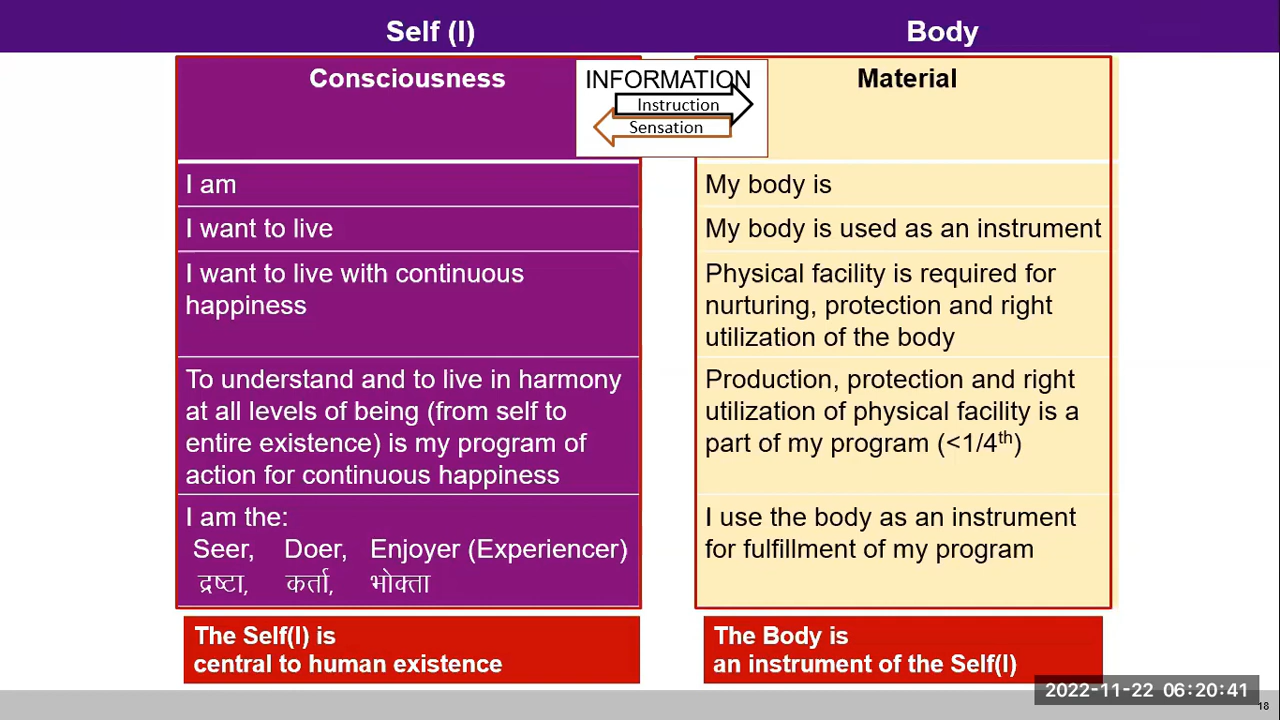 Self (I)
Body
Consciousness
INFORMATION
Instruction
Sensation
Material
I am
My body is
I want to live
My body is used as an instrument
I want to live with continuous
happiness
Physical facility is required for
nurturing, protection and right
utilization of the body
To understand and to live in harmony
at all levels of being (from self to
entire existence) is my program of
action for continuous happiness
Production, protection and right
utilization of physical facility is a
part of my program (<1/4th)
I am the:
Seer, Doer, Enjoyer (Experiencer)
द्रष्टा, कर्ता, भोक्ता
I use the body as an instrument
for fulfillment of my program
The Self(I) is
central to human existence
The Body is
an instrument of the Self(I)
2022-11-22 06:20:41
18